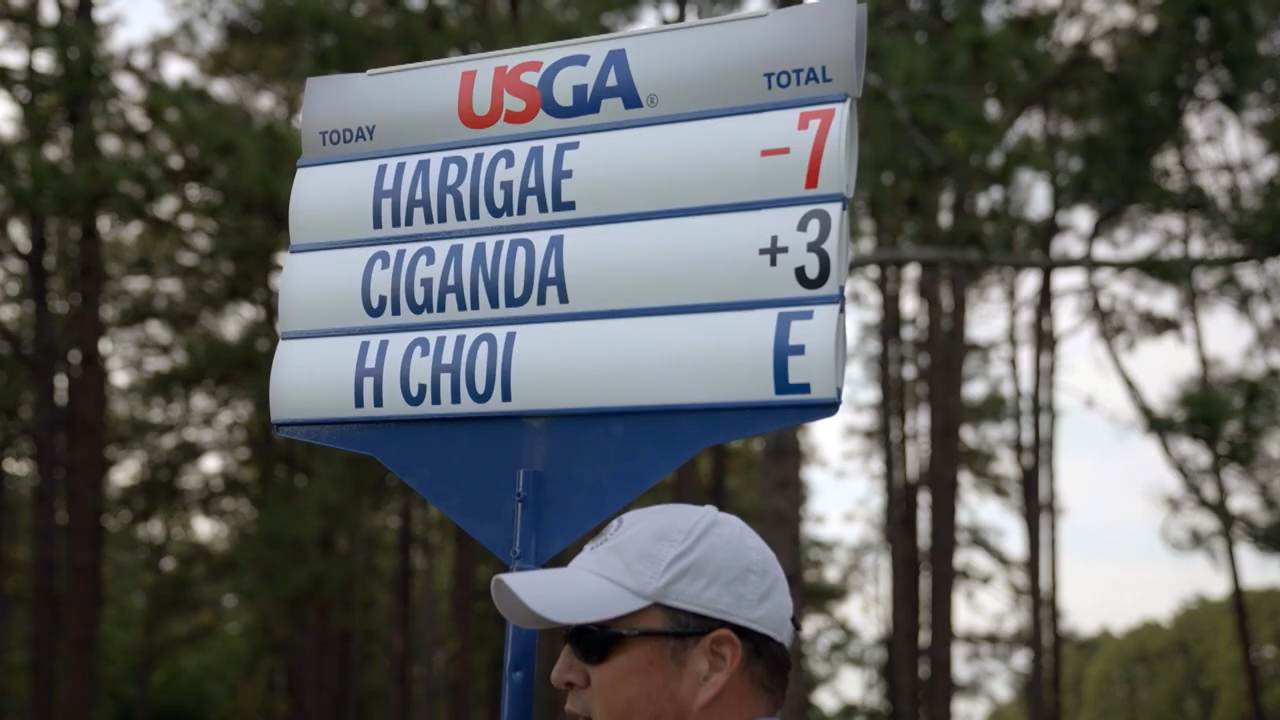 USGA®
TODAY TOTAL
HARIGAE -7
CIGANDA +3
H CHOI E